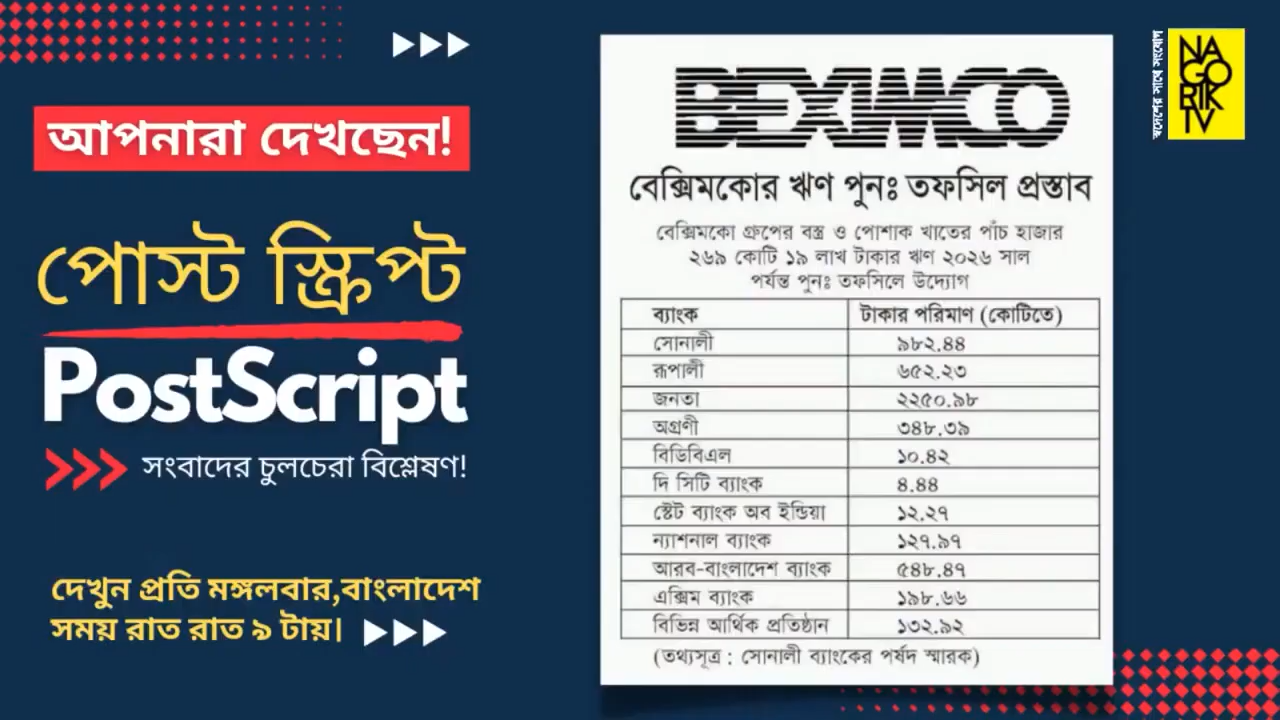 আপনারা দেখছেন!
পোস্ট স্ক্রিপ্ট
PostScript
সংবাদের চুলচেরা বিশ্লেষণ!
দেখুন প্রতি মঙ্গলবার,বাংলাদেশ
সময় রাত রাত ৯ টায়।
BEXIMCO
বেক্সিমকোর ঋণ পুনঃ তফসিল প্রস্তাব
বেক্সিমকো গ্রুপের বস্ত্র ও পোশাক খাতের পাঁচ হাজার
২৬৯ কোটি ১৯ লাখ টাকার ঋণ ২০২৬ সাল
পর্যন্ত পুনঃ তফসিলে উদ্যোগ
ব্যাংক টাকার পরিমাণ (কোটিতে)
সোনালী ৯৮২.৪৪
রূপালী ৬৫২.২৩
জনতা ২২৫০.৯৮
অগ্রণী ৩৪৮.৩৯
বিডিবিএল ১০.৪২
দি সিটি ব্যাংক ৪.৪৪
স্টেট ব্যাংক অব ইন্ডিয়া ১২.২৭
ন্যাশনাল ব্যাংক ১২৭.৯৭
আরব-বাংলাদেশ ব্যাংক ৫৪৮.৪৭
এক্সিম ব্যাংক ১৯৮.৬৬
বিভিন্ন আর্থিক প্রতিষ্ঠান ১৩২.৯২
(তথ্যসূত্র : সোনালী ব্যাংকের পর্ষদ স্মারক)
NAGORIK TV